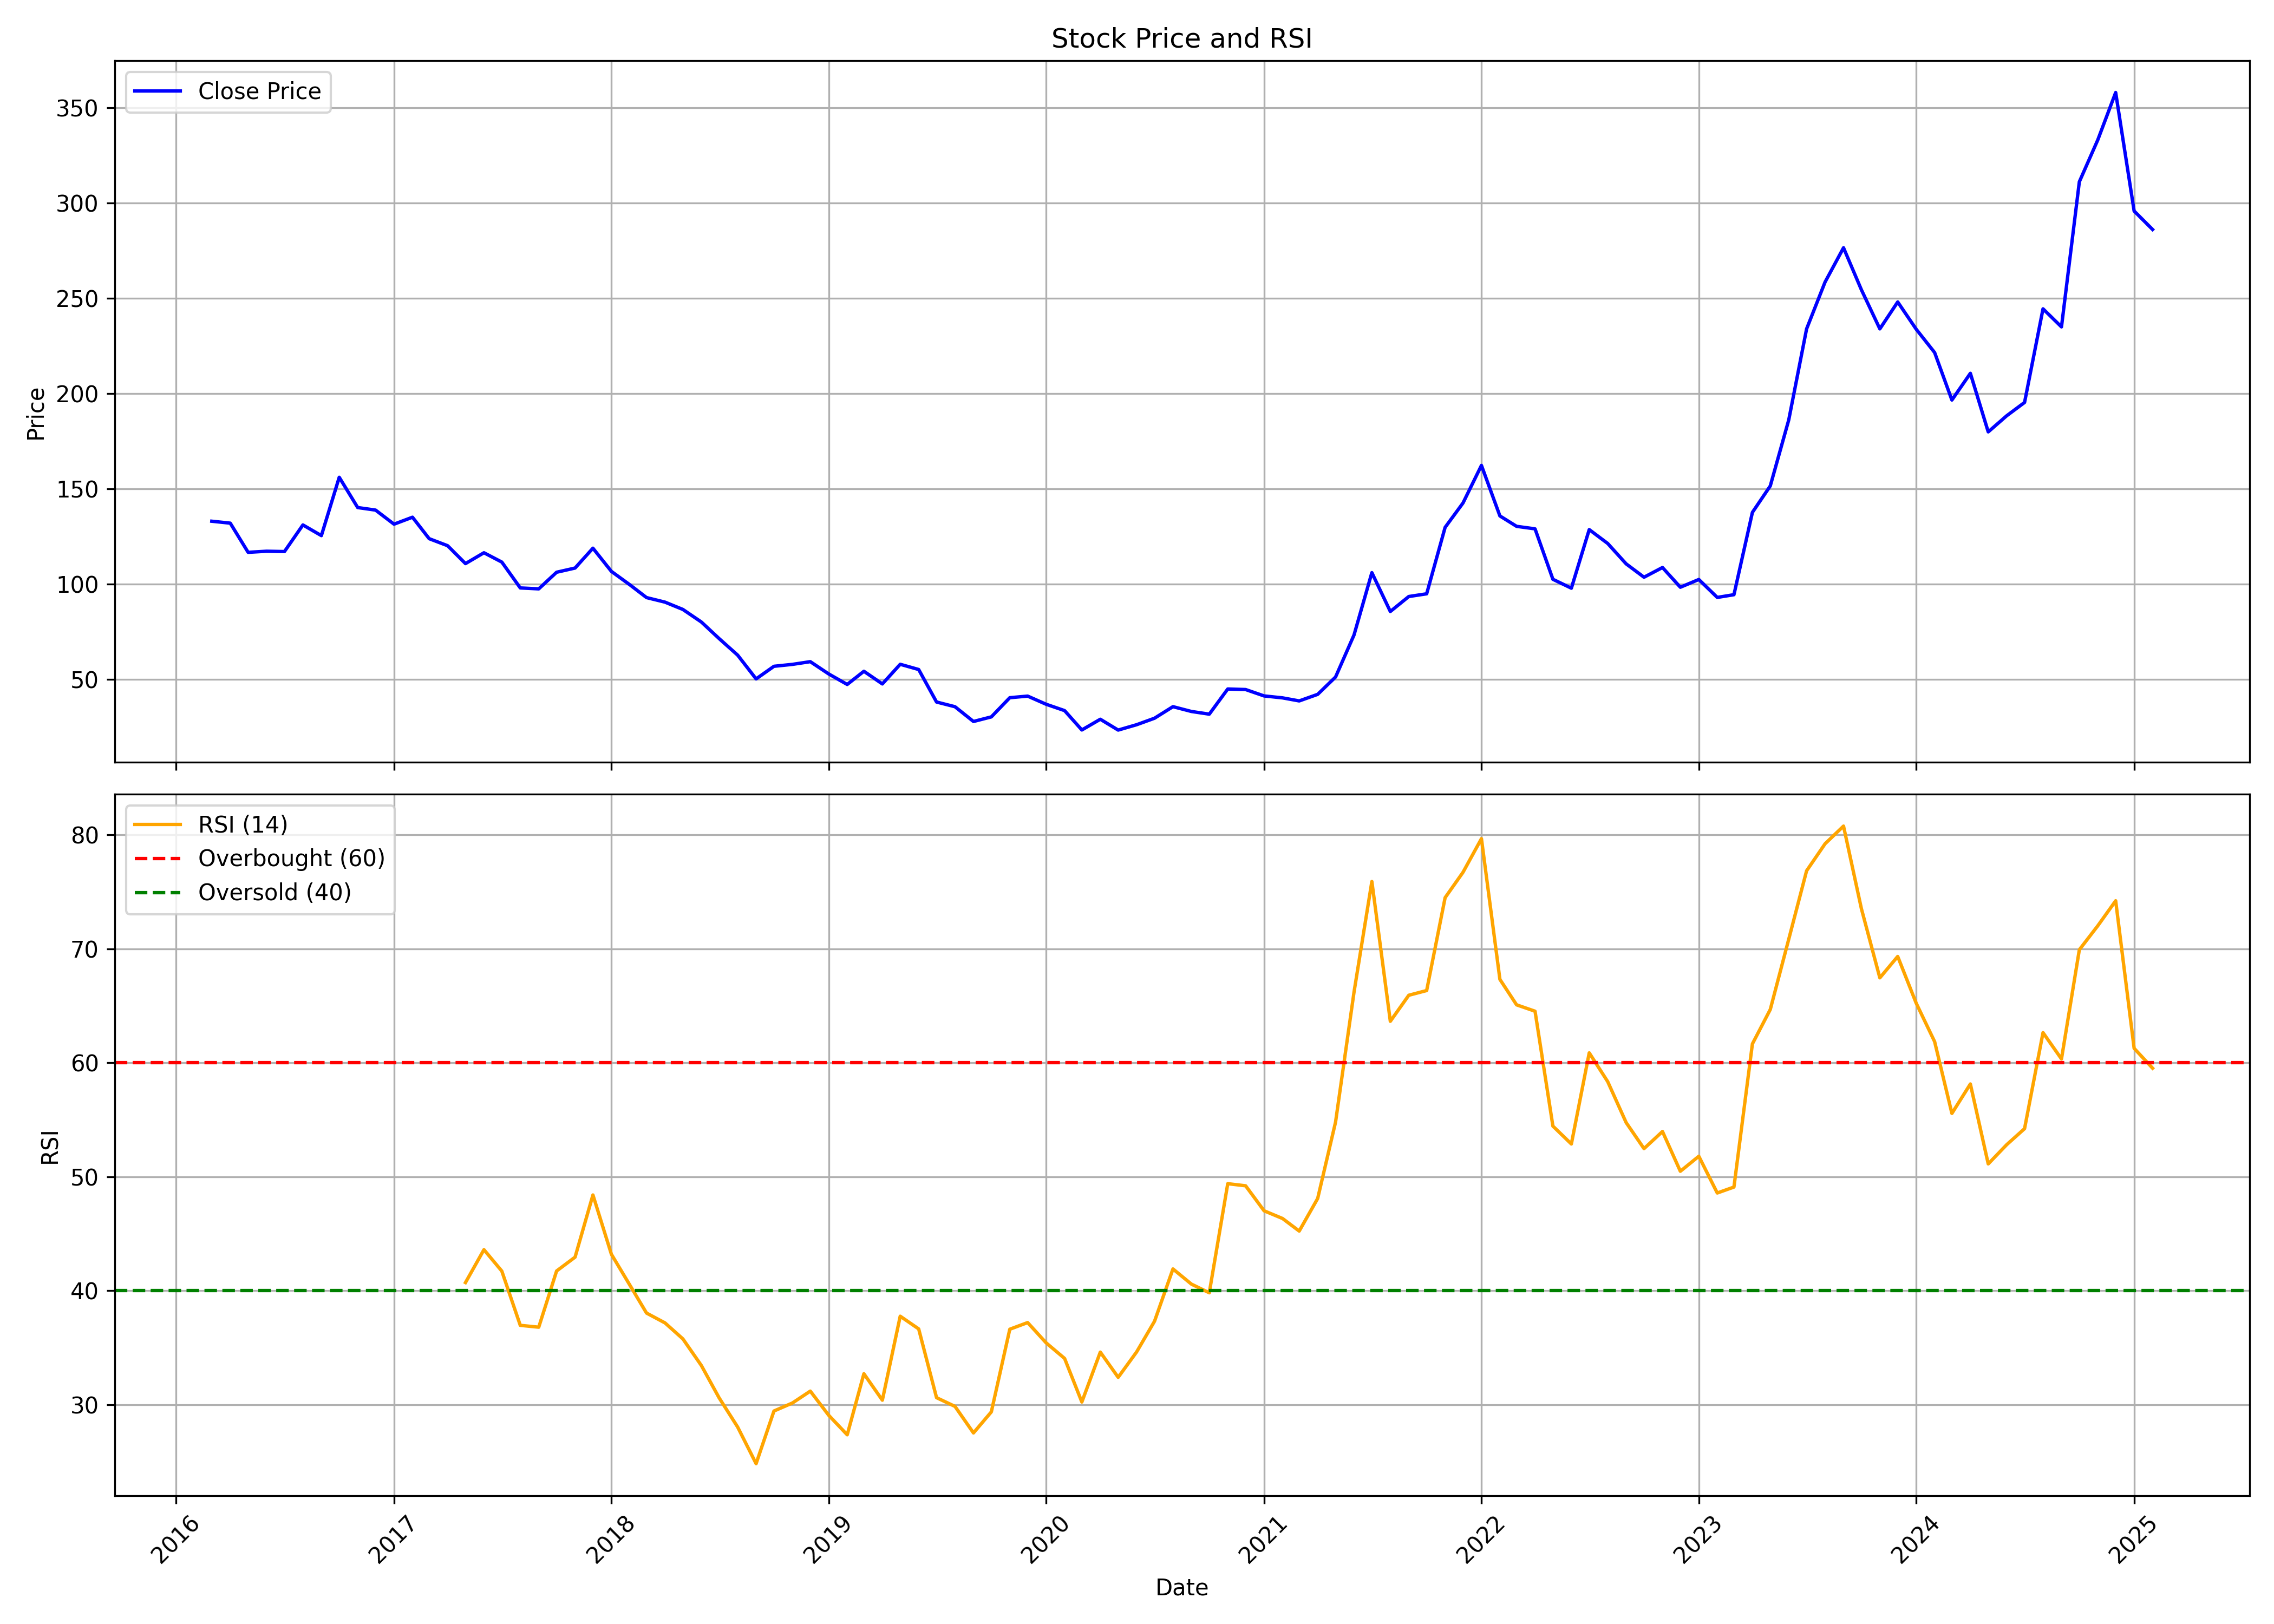 Stock Price and RSI
Close Price
350
300
250
200
150
100
50
Price
RSI (14)
Overbought (60)
Oversold (40)
80
70
60
50
40
30
RSI
2016
2017
2018
2019
2020
2021
2022
2023
2024
2025
Date